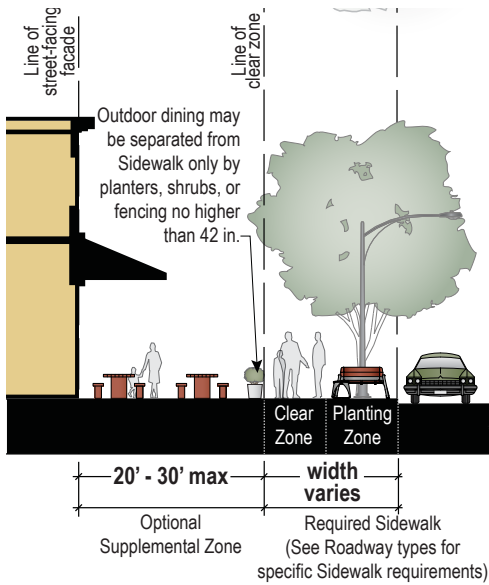 Line of
street-facing
facade
Line of
clear zone
Outdoor dining may
be separated from
Sidewalk only by
planters, shrubs, or
fencing no higher
than 42 in.
Clear
Zone
Planting
Zone
20' - 30' max
width
varies
Optional
Supplemental Zone
Required Sidewalk
(See Roadway types for
specific Sidewalk requirements)